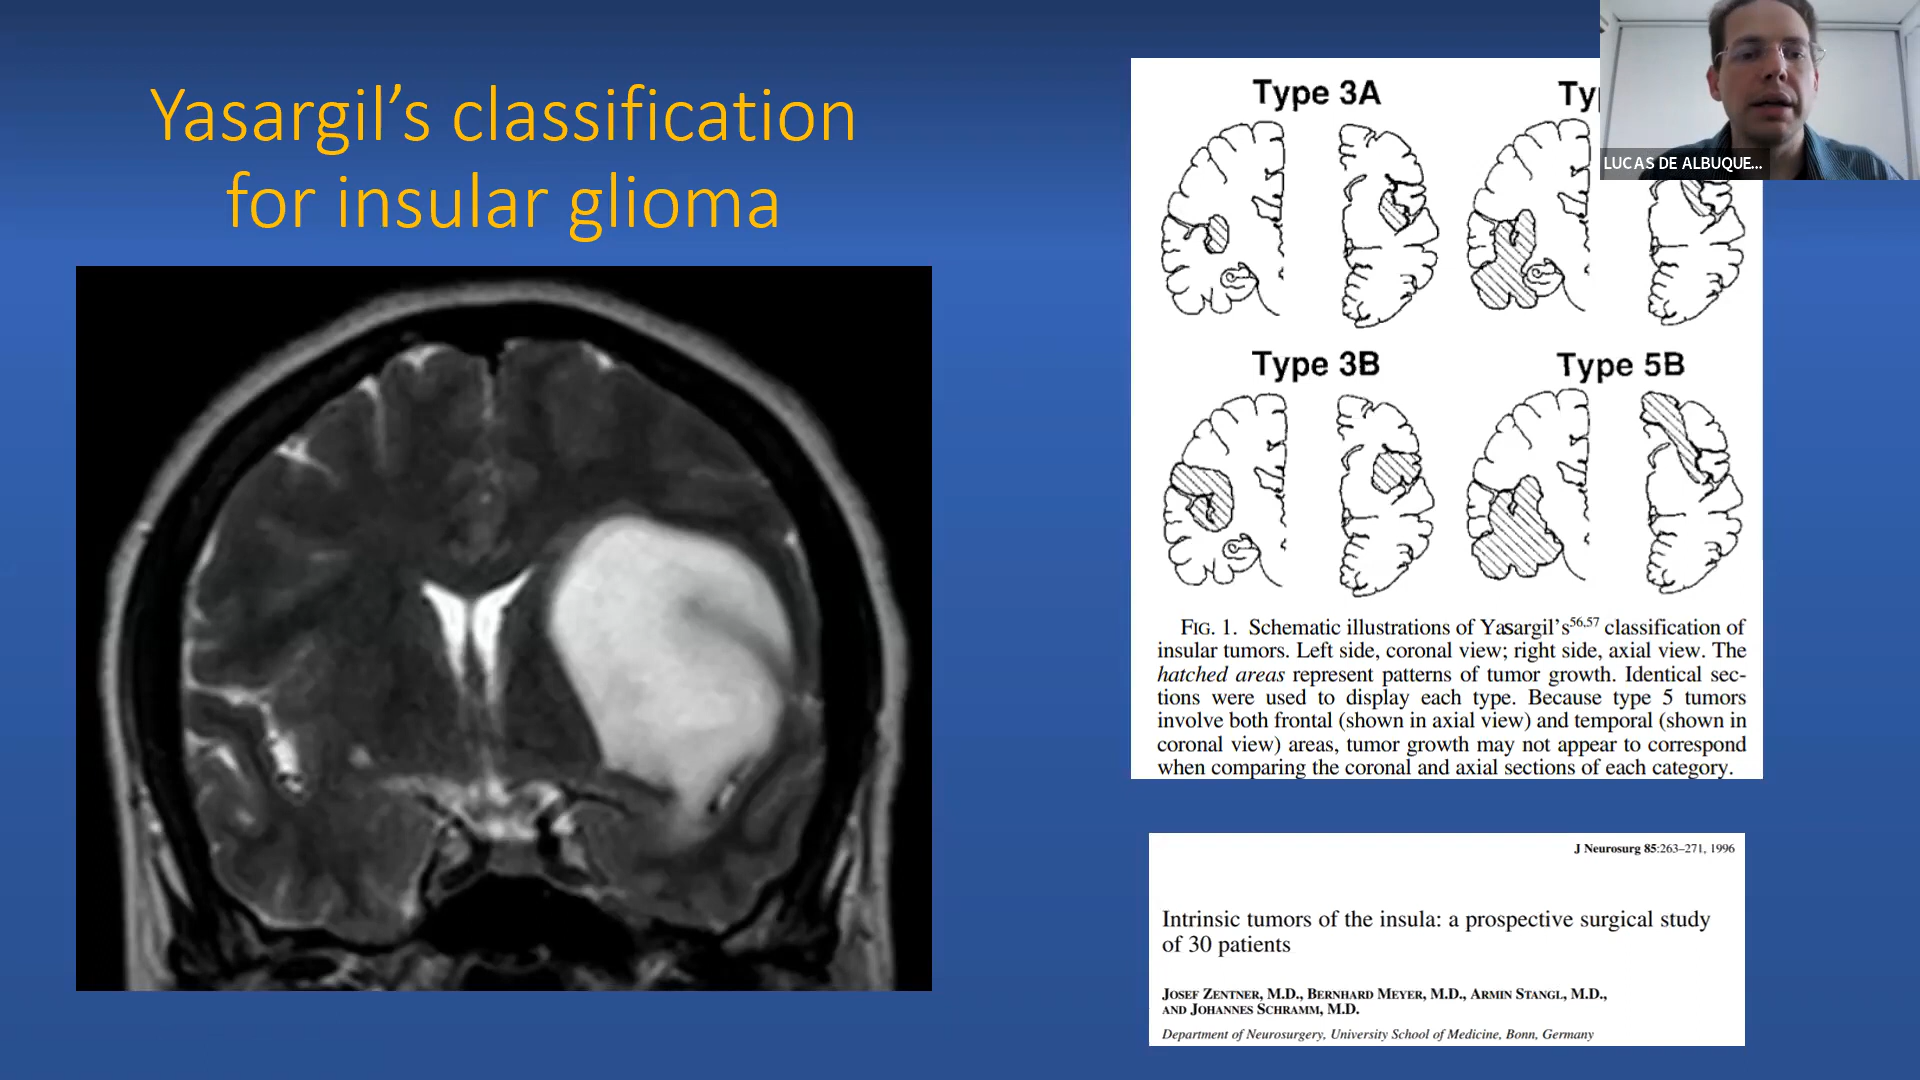 Yasargil’s classification
for insular glioma
Type 3A
Ty
LUCAS DE ALBUQUE...
Type 3B
Type 5B
FIG. 1. Schematic illustrations of Yasargil’s56,57 classification of
insular tumors. Left side, coronal view; right side, axial view. The
hatched areas represent patterns of tumor growth. Identical sec-
tions were used to display each type. Because type 5 tumors
involve both frontal (shown in axial view) and temporal (shown in
coronal view) areas, tumor growth may not appear to correspond
when comparing the coronal and axial sections of each category.
J Neurosurg 85:263–271, 1996
Intrinsic tumors of the insula: a prospective surgical study
of 30 patients
JOSEF ZENTNER, M.D., BERNHARD MEYER, M.D., ARMIN STANGL, M.D.,
AND JOHANNES SCHRAMM, M.D.
Department of Neurosurgery, University School of Medicine, Bonn, Germany